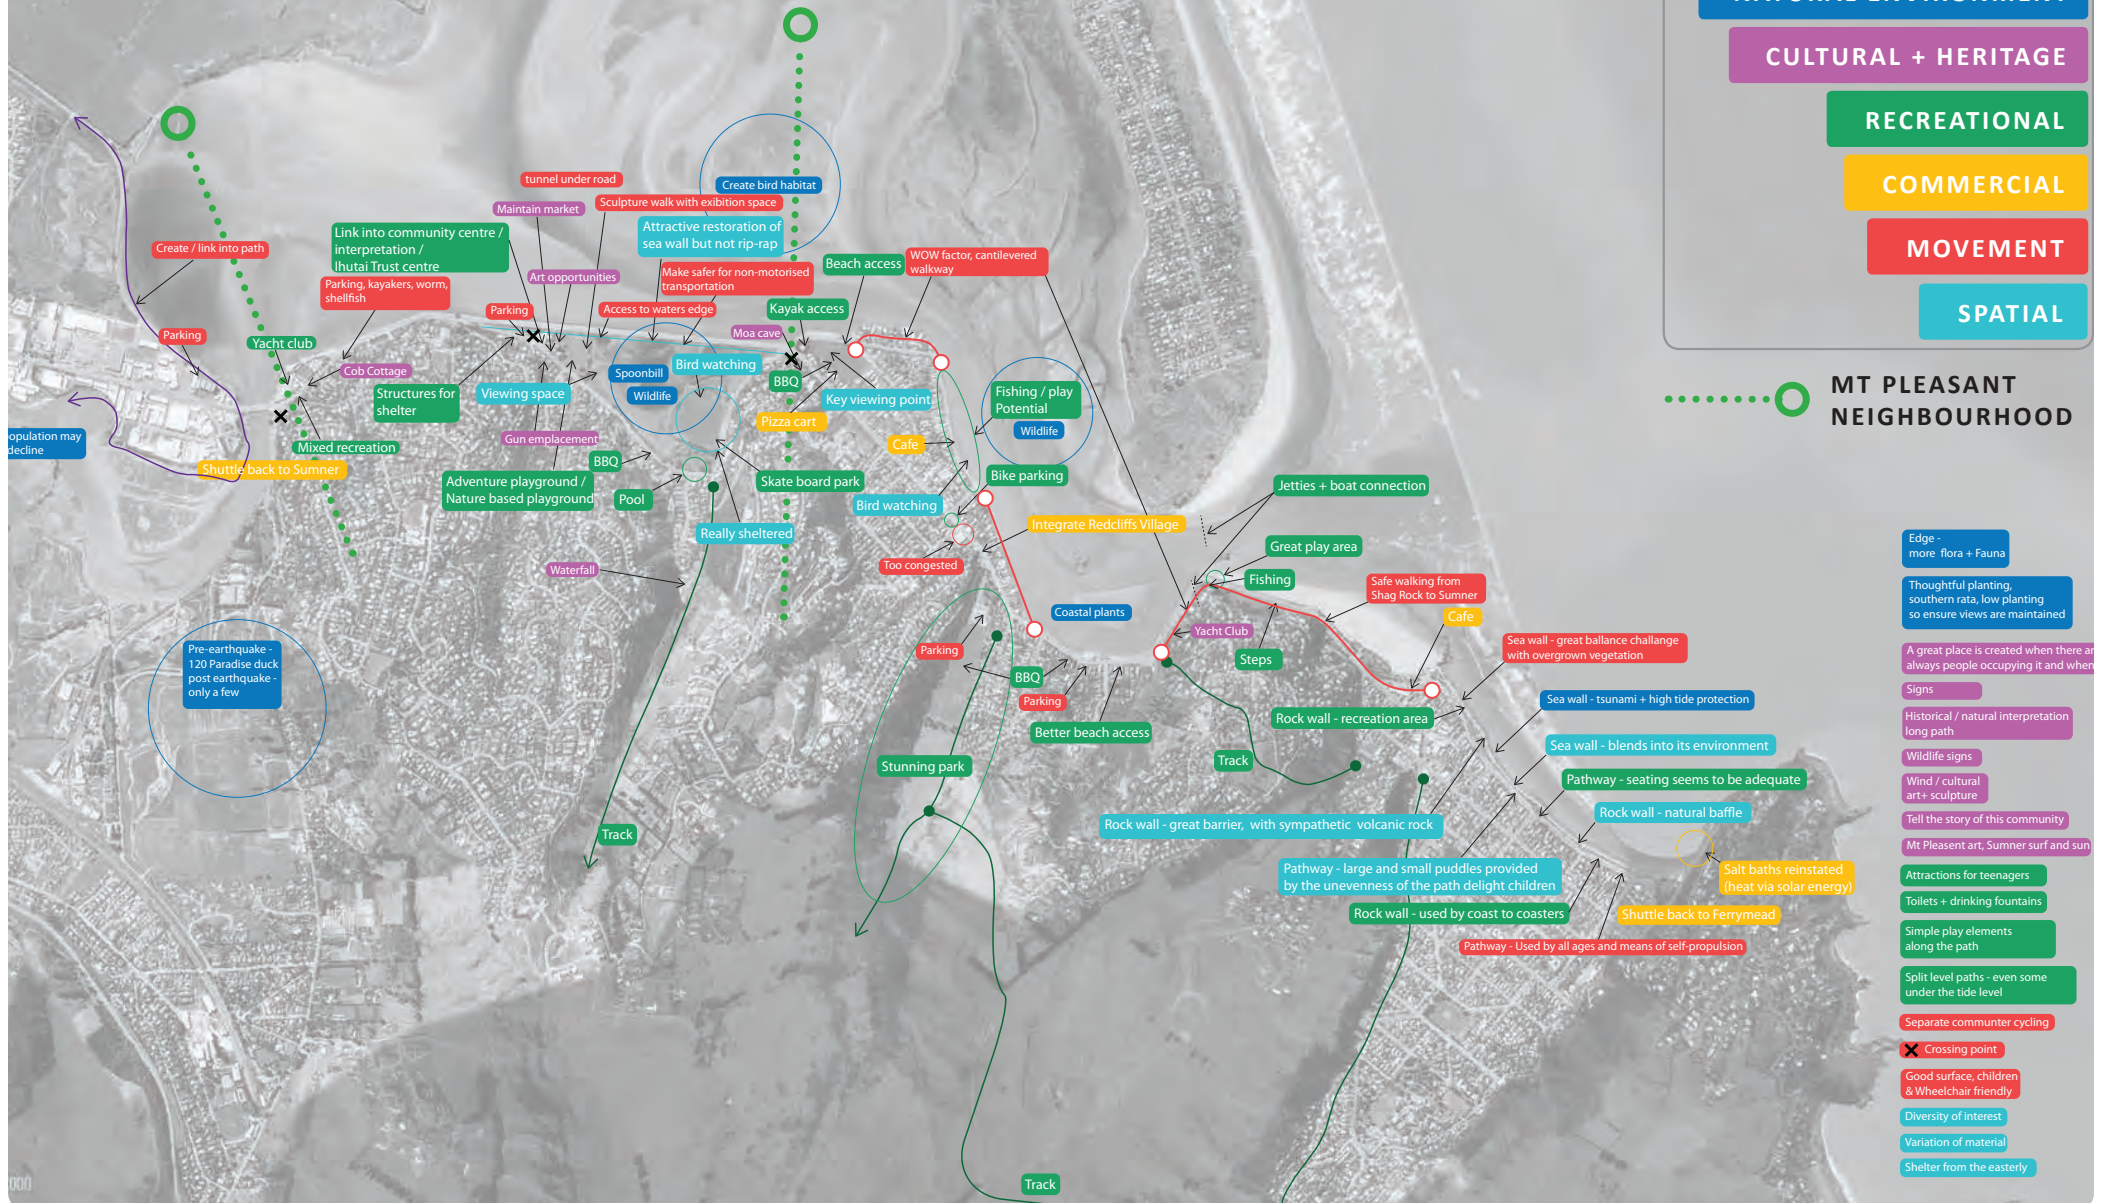 NATURAL ENVIRONMENT
CULTURAL + HERITAGE
RECREATIONAL
COMMERCIAL
MOVEMENT
SPATIAL
MT PLEASANT
NEIGHBOURHOOD
tunnel under road
Create bird habitat
Maintain market
Sculpture walk with exibition space
Link into community centre /
interpretation /
Ihutai Trust centre
Attractive restoration of
sea wall but not rip-rap
Create / link into path
Beach access
WOW factor, cantilevered
walkway
Art opportunities
Make safer for non-motorised
transportation
Parking, kayakers, worm,
shellfish
Parking
Access to waters edge
Kayak access
Parking
Yacht club
Moa cave
Cob Cottage
Spoonbill
Bird watching
BBQ
Structures for
shelter
Viewing space
Wildlife
Key viewing point
Fishing / play
Potential
Wildlife
Pizza cart
opulation may
decline
Mixed recreation
Gun emplacement
Cafe
Shuttle back to Sumner
BBQ
Adventure playground /
Nature based playground
Pool
Skate board park
Bike parking
Bird watching
Jetties + boat connection
Really sheltered
Integrate Redcliffs Village
Great play area
Waterfall
Too congested
Fishing
Safe walking from
Shag Rock to Sumner
Coastal plants
Cafe
Yacht Club
Steps
Sea wall - great ballance challange
with overgrown vegetation
Pre-earthquake -
120 Paradise duck
post earthquake -
only a few
Parking
BBQ
Parking
Sea wall - tsunami + high tide protection
Rock wall - recreation area
Better beach access
Sea wall - blends into its environment
Stunning park
Track
Pathway - seating seems to be adequate
Rock wall - natural baffle
Track
Rock wall - great barrier, with sympathetic volcanic rock
Pathway - large and small puddles provided
by the unevenness of the path delight children
Salt baths reinstated
(heat via solar energy)
Rock wall - used by coast to coasters
Shuttle back to Ferrymead
Pathway - Used by all ages and means of self-propulsion
Track
Edge -
more flora + Fauna
Thoughtful planting,
southern rata, low planting
so ensure views are maintained
A great place is created when there ar
always people occupying it and when
Signs
Historical / natural interpretation
long path
Wildlife signs
Wind / cultural
art+ sculpture
Tell the story of this community
Mt Pleasent art, Sumner surf and sun
Attractions for teenagers
Toilets + drinking fountains
Simple play elements
along the path
Split level paths - even some
under the tide level
Separate communter cycling
Crossing point
Good surface, children
& Wheelchair friendly
Diversity of interest
Variation of material
Shelter from the easterly